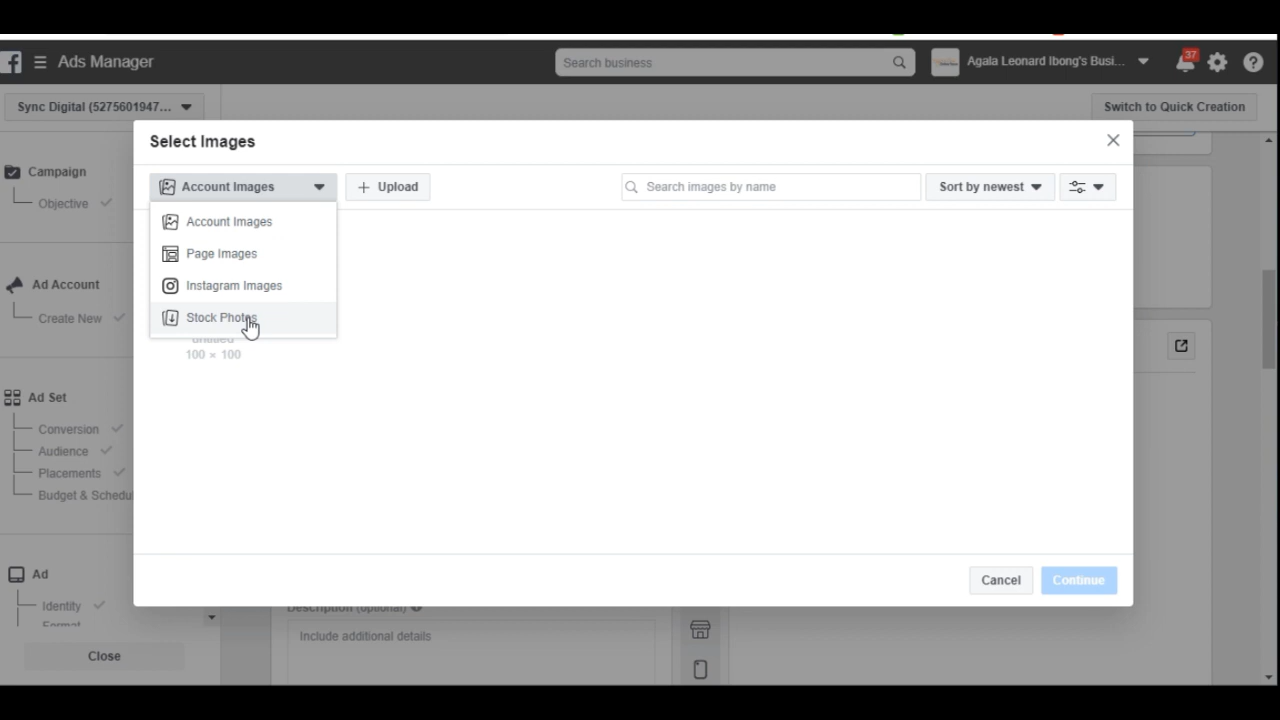 Ads Manager
Search business
Agala Leonard Ibong's Busi...
37
Sync Digital (5275601947...
Switch to Quick Creation
Select Images
Account Images
Upload
Search images by name
Sort by newest
Account Images
Page Images
Instagram Images
Stock Photos
untitled
100 × 100
Campaign
Objective
Ad Account
Create New
Ad Set
Conversion
Audience
Placements
Budget & Schedu
Ad
Identity
Format
Close
Cancel
Continue
Description (optional)
Include additional details